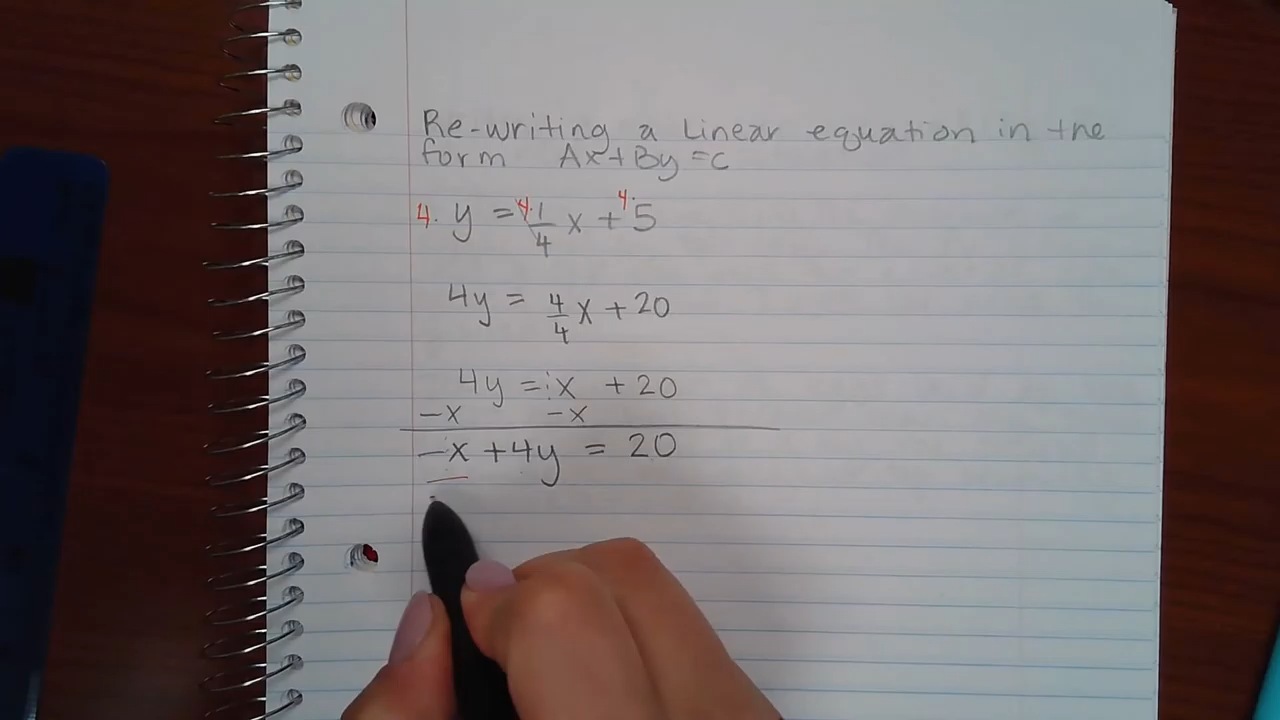 Re-writing a Linear equation in the
form Ax+By=C
4. y = 4. 1/4 x + 4. 5
4y = 4/4 x + 20
4y = x + 20
-x -x
-x + 4y = 20